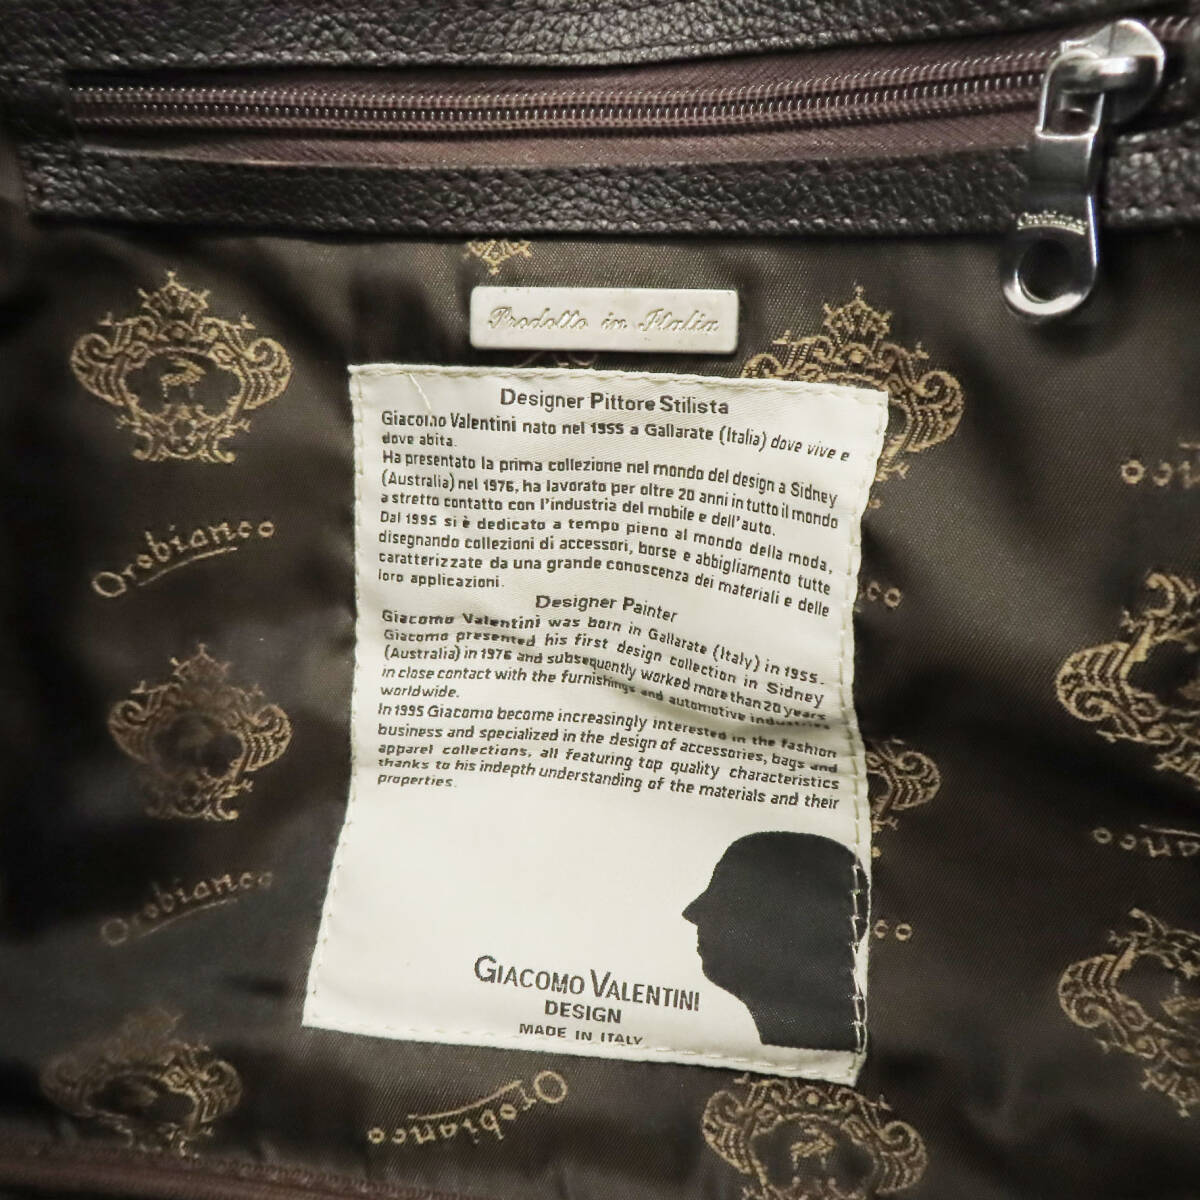 Orobianco
Prodotto in Italia
Designer Pittore Stilista
Giacomo Valentini nato nel 1955 a Gallarate (Italia) dove vive e
dove abita.
Ha presentato la prima collezione nel mondo del design a Sidney
(Australia) nel 1976, ha lavorato per oltre 20 anni in tutto il mondo
a stretto contatto con l'industria del mobile e dell'auto.
Dal 1995 si è dedicato a tempo pieno al mondo della moda,
disegnando collezioni di accessori, borse e abbigliamento tutte
caratterizzate da una grande conoscenza dei materiali e delle
loro applicazioni.
Designer Painter
Giacomo Valentini was born in Gallarate (Italy) in 1955.
Giacomo presented his first design collection in Sidney
(Australia) in 1976 and subsequently worked more than 20 years
in close contact with the furnishings and automotive industries
worldwide.
In 1995 Giacomo become increasingly interested in the fashion
business and specialized in the design of accessories, bags and
apparel collections, all featuring top quality characteristics
thanks to his indepth understanding of the materials and their
properties.
GIACOMO VALENTINI
DESIGN
MADE IN ITALY
Orobianco
Orobianco
Orobianco
co
co
co